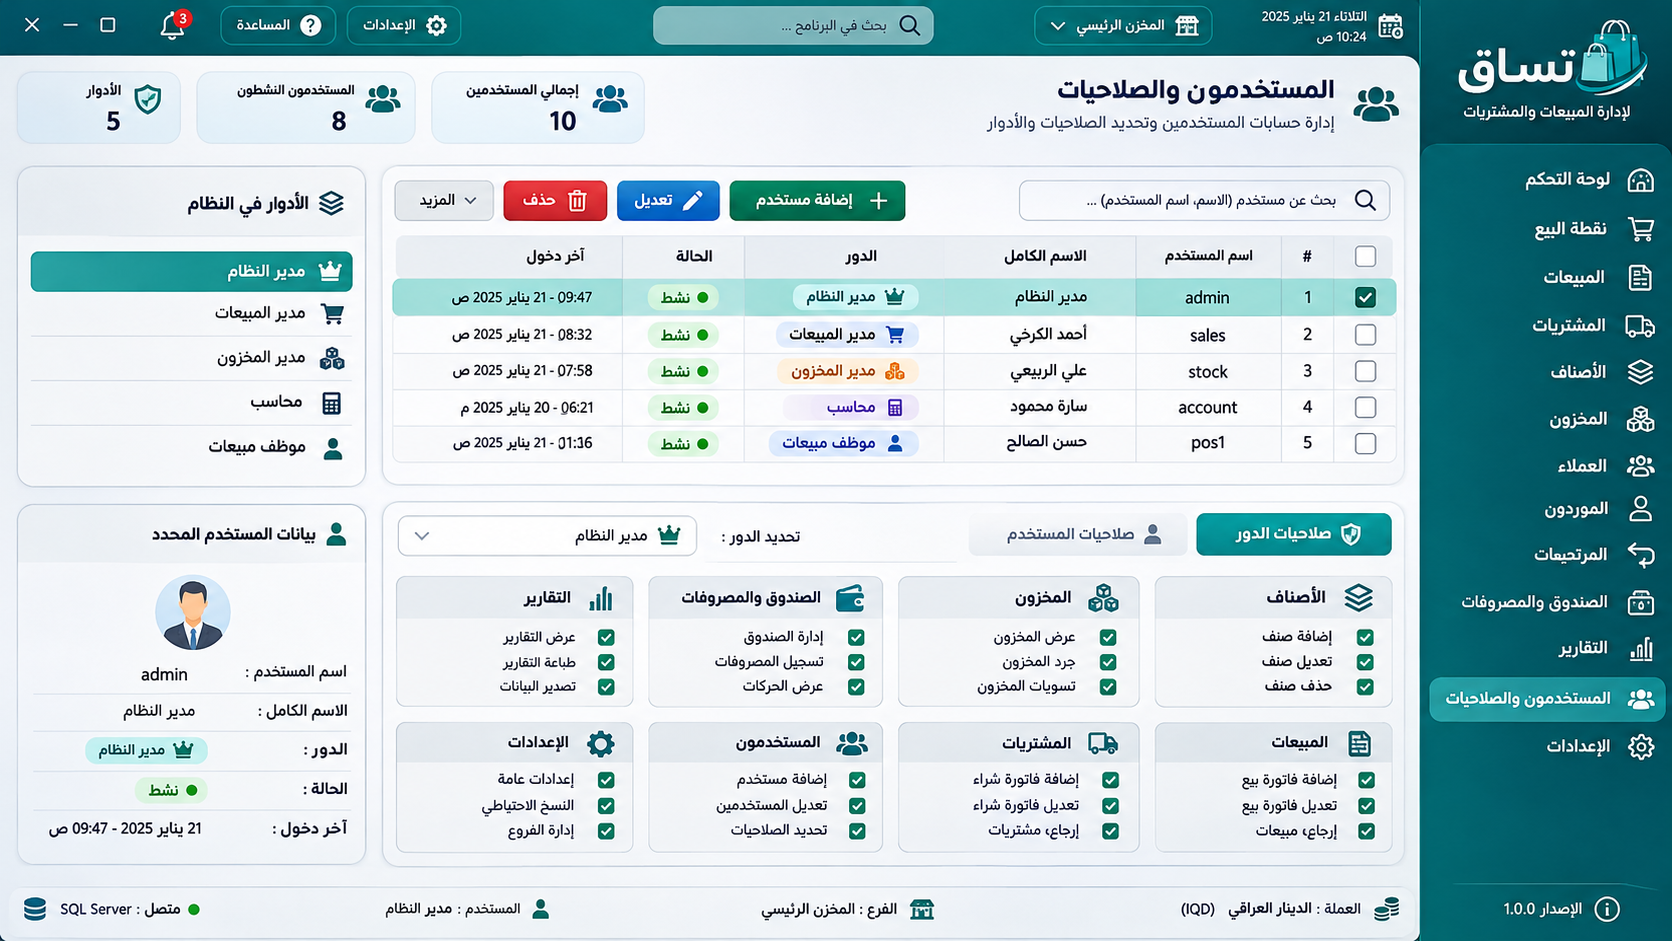 تساق
لإدارة المبيعات والمشتريات
لوحة التحكم
نقطة البيع
المبيعات
المشتريات
الأصناف
المخزون
العملاء
الموردون
المرتجعات
الصندوق والمصروفات
التقارير
المستخدمون والصلاحيات
الإعدادات
الإصدار 1.0.0
الثلاثاء 21 يناير 2025
10:24 ص
المخزن الرئيسي
بحث في البرنامج ...
الإعدادات
المساعدة
3
المستخدمون والصلاحيات
إدارة حسابات المستخدمين وتحديد الصلاحيات والأدوار
إجمالي المستخدمين
10
المستخدمون النشطون
8
الأدوار
5
بحث عن مستخدم (الاسم، اسم المستخدم) ...
إضافة مستخدم
تعديل
حذف
المزيد
# اسم المستخدم الاسم الكامل الدور الحالة آخر دخول
1 admin مدير النظام مدير النظام نشط 21 يناير 2025 - 09:47 ص
2 sales أحمد الكرخي مدير المبيعات نشط 21 يناير 2025 - 08:32 ص
3 stock علي الربيعي مدير المخزون نشط 21 يناير 2025 - 07:58 ص
4 account سارة محمود محاسب نشط 20 يناير 2025 - 06:21 م
5 pos1 حسن الصالح موظف مبيعات نشط 21 يناير 2025 - 01:16 ص
الأدوار في النظام
مدير النظام
مدير المبيعات
مدير المخزون
محاسب
موظف مبيعات
صلاحيات الدور
صلاحيات المستخدم
تحديد الدور :
مدير النظام
الأصناف
إضافة صنف
تعديل صنف
حذف صنف
المخزون
عرض المخزون
جرد المخزون
تسويات المخزون
الصندوق والمصروفات
إدارة الصندوق
تسجيل المصروفات
عرض الحركات
التقارير
عرض التقارير
طباعة التقارير
تصدير البيانات
المبيعات
إضافة فاتورة بيع
تعديل فاتورة بيع
إرجاع مبيعات
المشتريات
إضافة فاتورة شراء
تعديل فاتورة شراء
إرجاع مشتريات
المستخدمون
إضافة مستخدم
تعديل المستخدمين
تحديد الصلاحيات
الإعدادات
إعدادات عامة
النسخ الاحتياطي
إدارة الفروع
بيانات المستخدم المحدد
اسم المستخدم : admin
الاسم الكامل : مدير النظام
الدور : مدير النظام
الحالة : نشط
آخر دخول : 21 يناير 2025 - 09:47 ص
العملة : الدينار العراقي (IQD)
الفرع : المخزن الرئيسي
المستخدم : مدير النظام
متصل : SQL Server